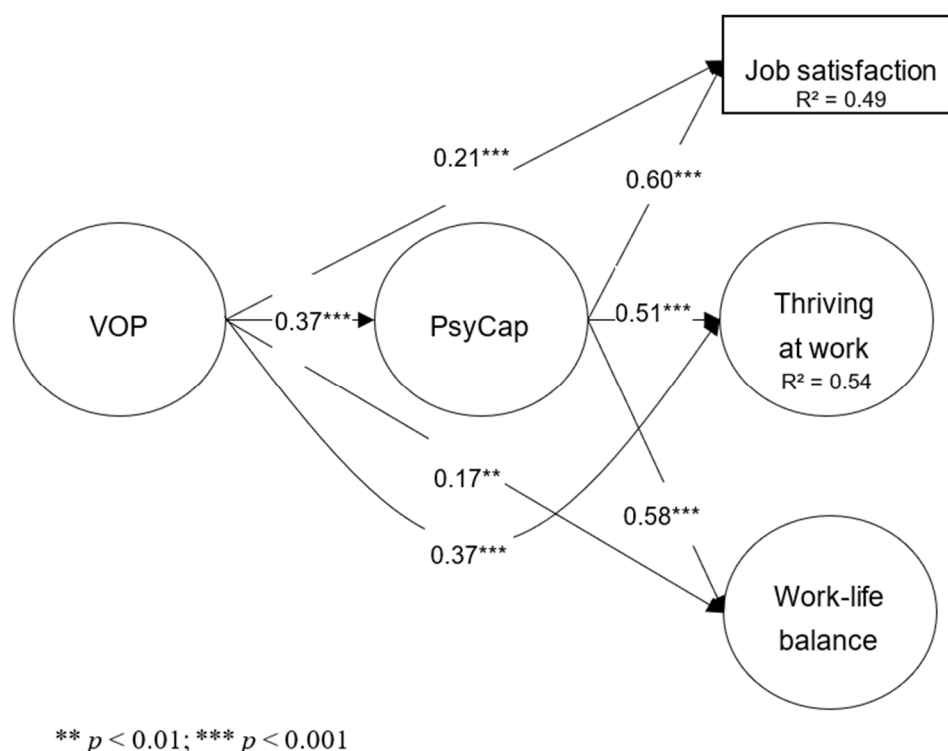 Job satisfaction
R² = 0.49
0.21***
0.60***
VOP
0.37***
PsyCap
0.51***
Thriving
at work
R² = 0.54
0.17**
0.58***
0.37***
Work-life
balance
** p < 0.01; *** p < 0.001